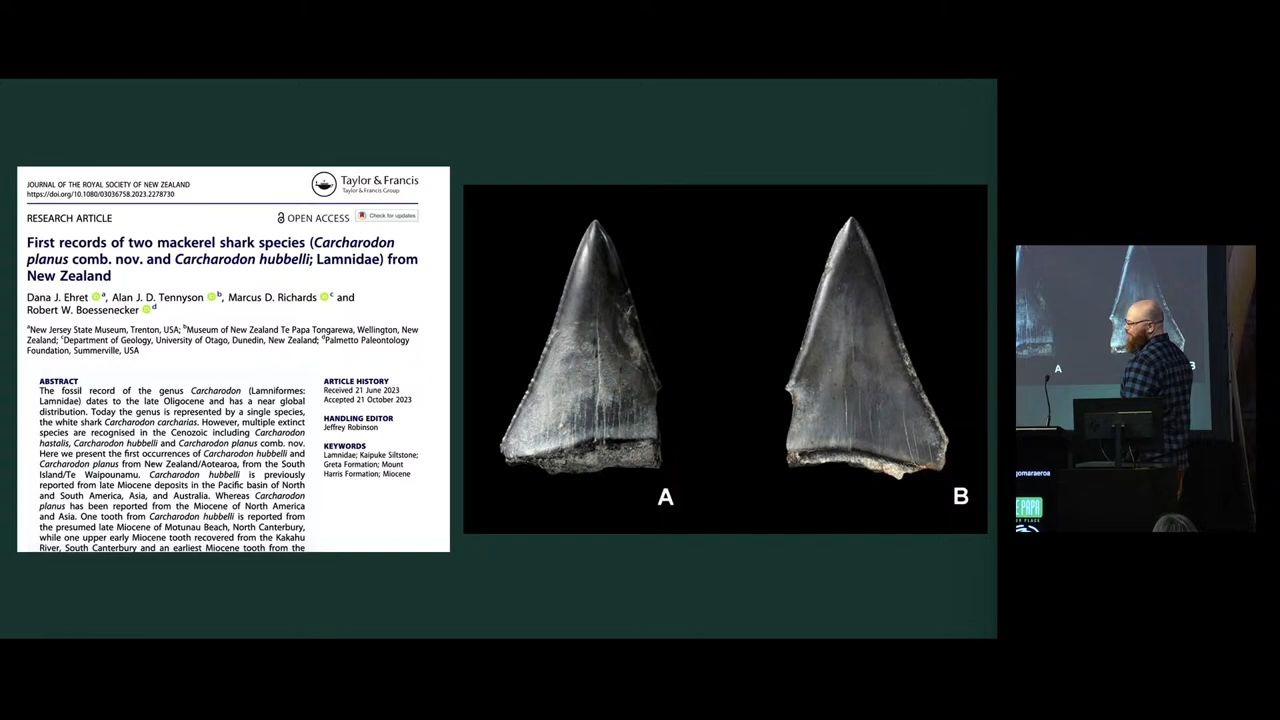 JOURNAL OF THE ROYAL SOCIETY OF NEW ZEALAND
https://doi.org/10.1080/03036758.2023.2278730
Taylor & Francis
Taylor & Francis Group
RESEARCH ARTICLE
OPEN ACCESS
Check for updates
First records of two mackerel shark species (Carcharodon
planus comb. nov. and Carcharodon hubbelli; Lamnidae) from
New Zealand
Dana J. Ehret a, Alan J. D. Tennyson b, Marcus D. Richards c and
Robert W. Boessenecker d
aNew Jersey State Museum, Trenton, USA; bMuseum of New Zealand Te Papa Tongarewa, Wellington, New
Zealand; cDepartment of Geology, University of Otago, Dunedin, New Zealand; dPalmetto Paleontology
Foundation, Summerville, USA
ABSTRACT
The fossil record of the genus Carcharodon (Lamniformes:
Lamnidae) dates to the late Oligocene and has a near global
distribution. Today the genus is represented by a single species,
the white shark Carcharodon carcharias. However, multiple extinct
species are recognised in the Cenozoic including Carcharodon
hastalis, Carcharodon hubbelli and Carcharodon planus comb. nov.
Here we present the first occurrences of Carcharodon hubbelli and
Carcharodon planus from New Zealand/Aotearoa, from the South
Island/Te Waipounamu. Carcharodon hubbelli is previously
reported from late Miocene deposits in the Pacific basin of North
and South America, Asia, and Australia. Whereas Carcharodon
planus has been reported from the Miocene of North America
and Asia. One tooth from Carcharodon hubbelli is reported from
the presumed late Miocene of Motunau Beach, North Canterbury,
while one upper early Miocene tooth recovered from the Kakahu
River, South Canterbury and an earliest Miocene tooth from the
ARTICLE HISTORY
Received 21 June 2023
Accepted 21 October 2023
HANDLING EDITOR
Jeffrey Robinson
KEYWORDS
Lamnidae; Kaipuke Siltstone;
Greta Formation; Mount
Harris Formation; Miocene
A
B
A
B
gomaraeroa
E PAPA
UR PLACE